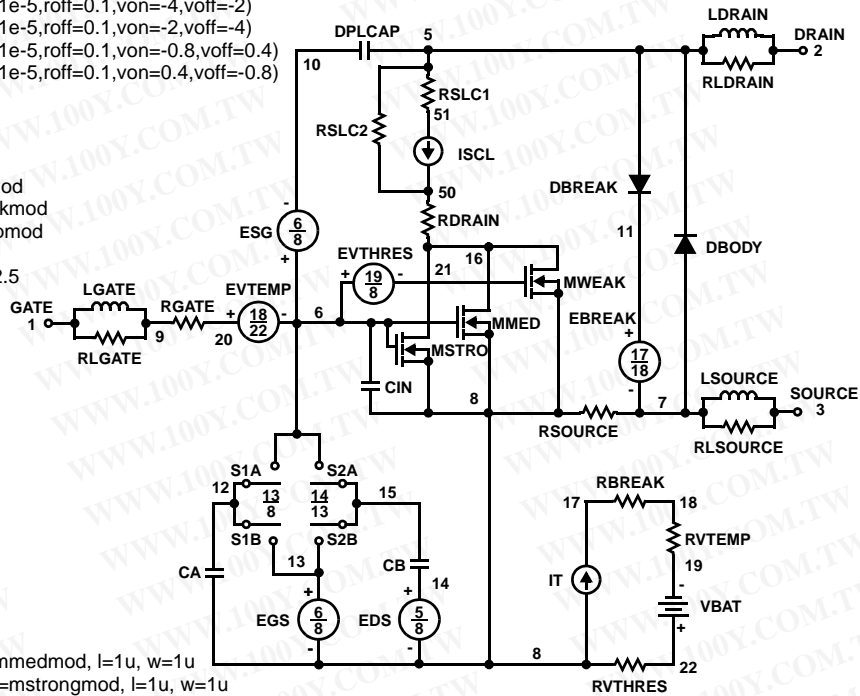 1e-5,roff=0.1,von=-4,voff=-2)
1e-5,roff=0.1,von=-2,voff=-4)
1e-5,roff=0.1,von=-0.8,voff=0.4)
1e-5,roff=0.1,von=0.4,voff=-0.8)
od
kmod
omod
2.5
LDRAIN
DPLCAP
5
DRAIN
2
10
RLDRAIN
RSLC1
51
RSLC2
ISCL
50
DBREAK
RDRAIN
ESG
6
8
11
DBODY
EVTHRES
16
21
19
8
MWEAK
LGATE
EVTEMP
GATE
1
RGATE
18
22
6
MMED
EBREAK
9
20
MSTRO
17
18
RLGATE
LSOURCE
CIN
8
7
SOURCE
3
RSOURCE
RLSOURCE
S1A
S2A
12
13
8
14
13
15
RBREAK
17
18
S1B
S2B
RVTEMP
13
CB
19
CA
14
IT
VBAT
EGS
6
8
EDS
5
8
8
22
RVTHRES
mmedmod, l=1u, w=1u
=mstrongmod, l=1u, w=1u
WWW.100Y.COM.TW